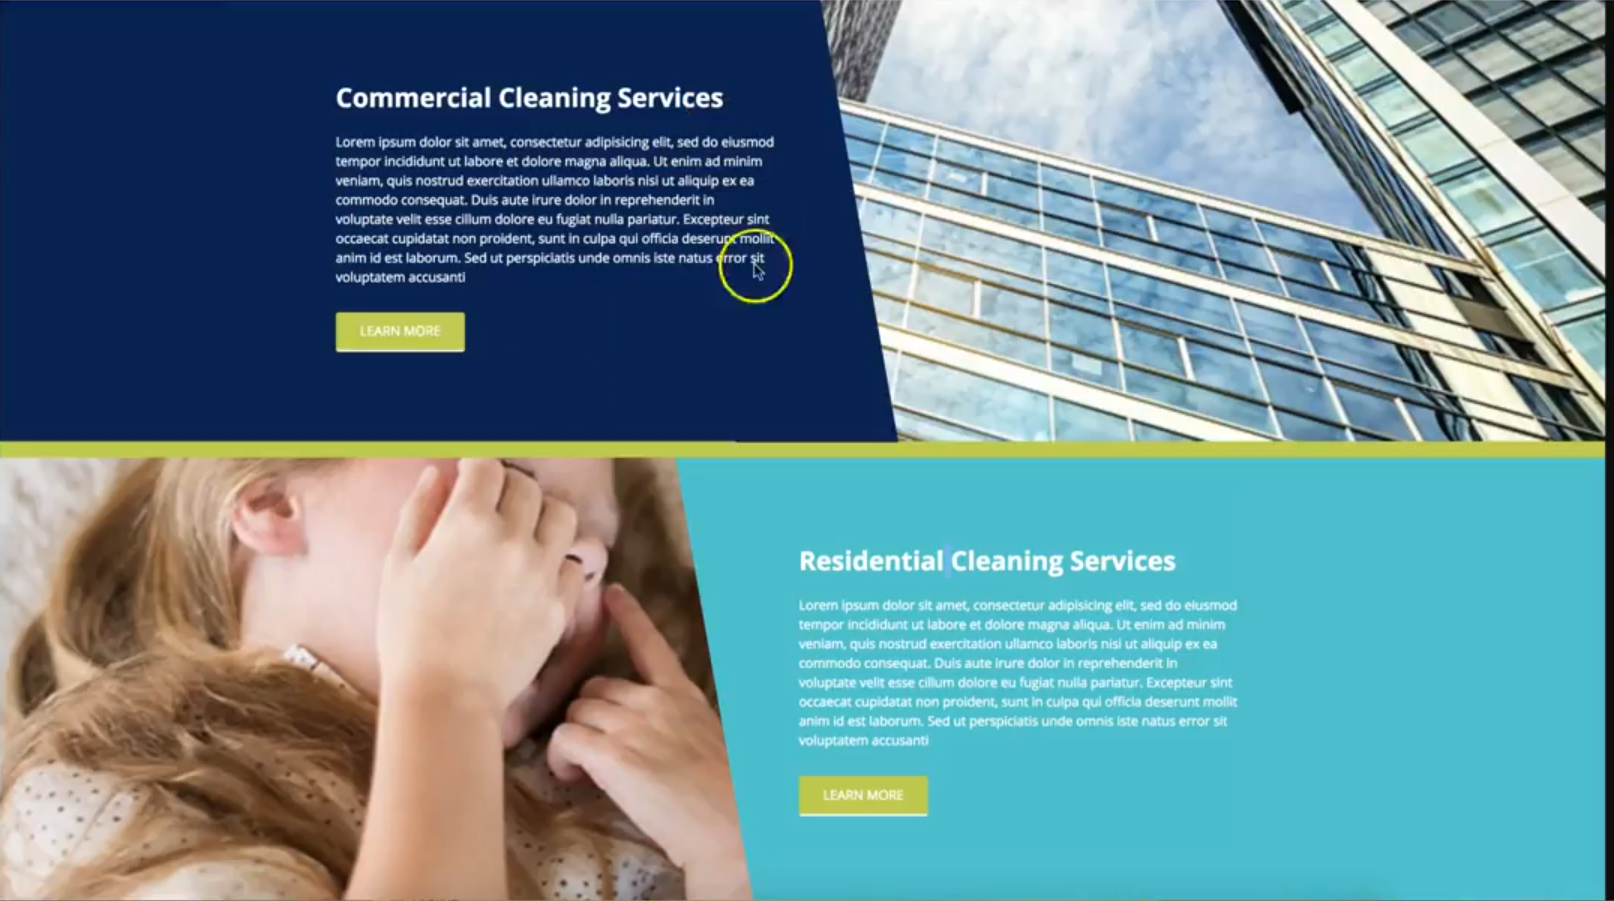 Commercial Cleaning Services
Lorem ipsum dolor sit amet, consectetur adipisicing elit, sed do eiusmod
tempor incididunt ut labore et dolore magna aliqua. Ut enim ad minim
veniam, quis nostrud exercitation ullamco laboris nisi ut aliquip ex ea
commodo consequat. Duis aute irure dolor in reprehenderit in
voluptate velit esse cillum dolore eu fugiat nulla pariatur. Excepteur sint
occaecat cupidatat non proident, sunt in culpa qui officia deserunt mollit
anim id est laborum. Sed ut perspiciatis unde omnis iste natus error sit
voluptatem accusanti
LEARN MORE
Residential Cleaning Services
Lorem ipsum dolor sit amet, consectetur adipisicing elit, sed do eiusmod
tempor incididunt ut labore et dolore magna aliqua. Ut enim ad minim
veniam, quis nostrud exercitation ullamco laboris nisi ut aliquip ex ea
commodo consequat. Duis aute irure dolor in reprehenderit in
voluptate velit esse cillum dolore eu fugiat nulla pariatur. Excepteur sint
occaecat cupidatat non proident, sunt in culpa qui officia deserunt mollit
anim id est laborum. Sed ut perspiciatis unde omnis iste natus error sit
voluptatem accusanti
LEARN MORE